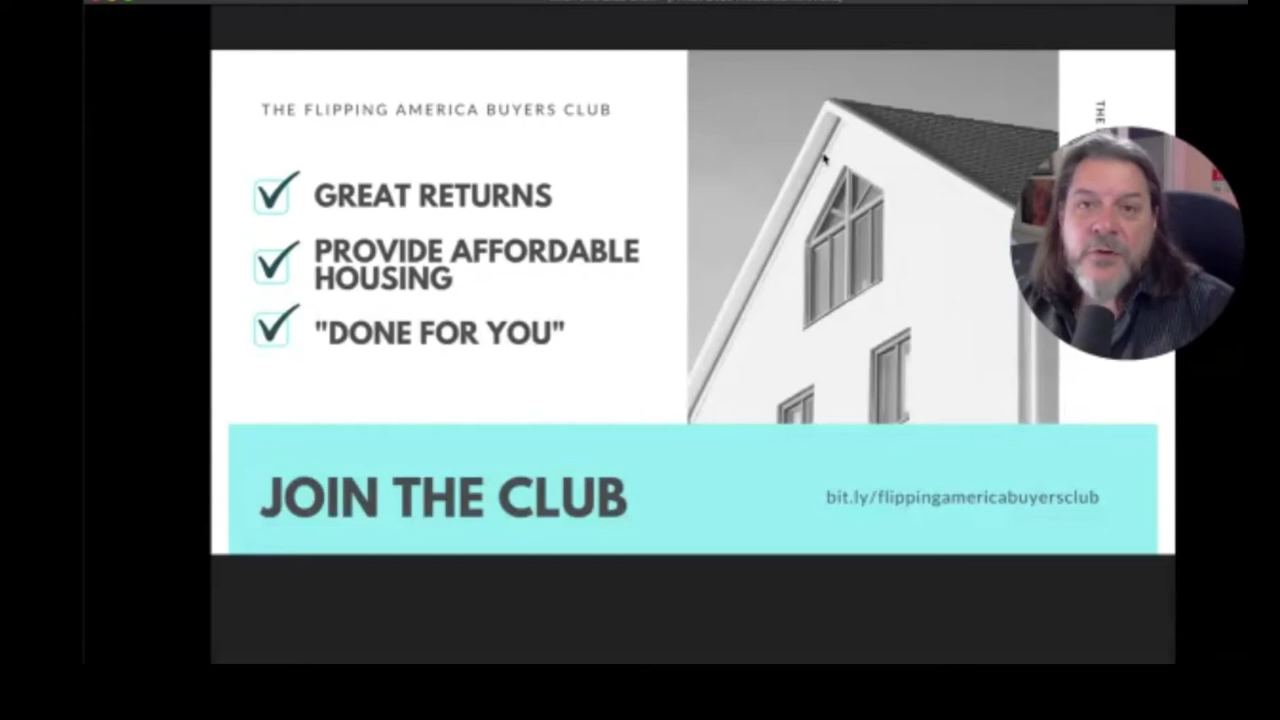 THE FLIPPING AMERICA BUYERS CLUB
GREAT RETURNS
PROVIDE AFFORDABLE
HOUSING
"DONE FOR YOU"
THE
JOIN THE CLUB
bit.ly/flippingamericabuyersclub